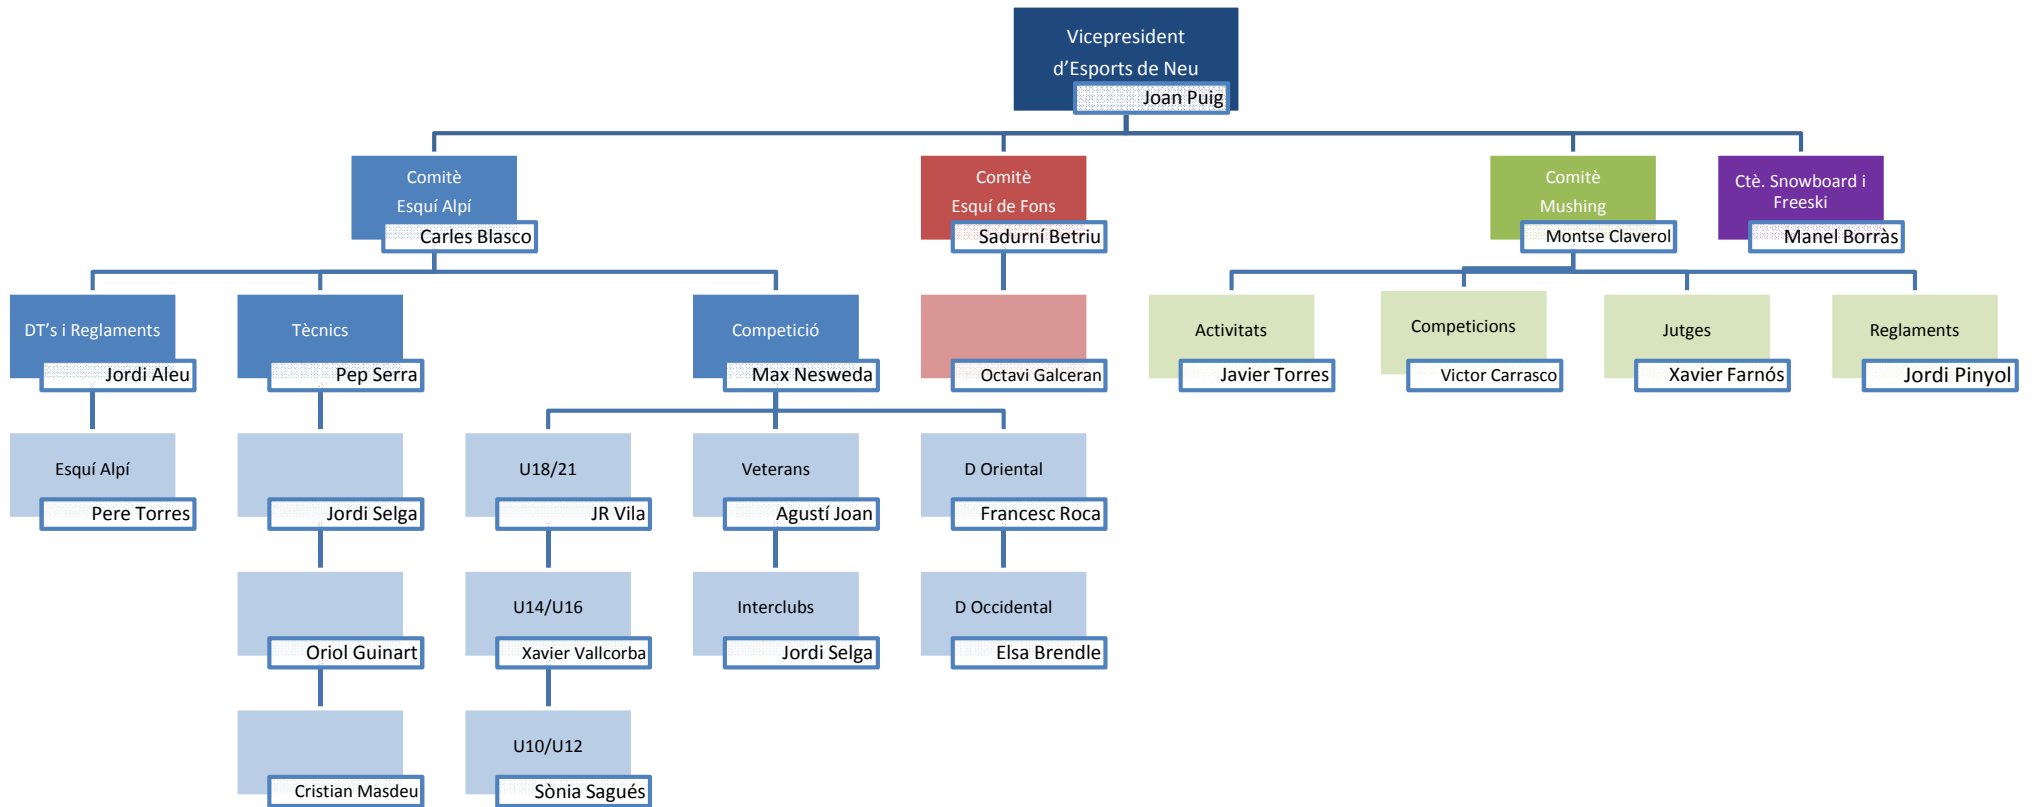 Vicepresident
d'Esports de Neu
Joan Puig
Comitè
Esquí Alpí
Carles Blasco
Comitè
Esquí de Fons
Sadurní Betriu
Comitè
Mushing
Montse Claverol
Ctè. Snowboard i
Freeski
Manel Borràs
DT's i Reglaments
Jordi Aleu
Tècnics
Pep Serra
Competició
Max Nesweda
Octavi Galceran
Activitats
Javier Torres
Competicions
Victor Carrasco
Jutges
Xavier Farnós
Reglaments
Jordi Pinyol
Esquí Alpí
Pere Torres
Jordi Selga
U18/21
JR Vila
Veterans
Agustí Joan
D Oriental
Francesc Roca
Oriol Guinart
U14/U16
Xavier Vallcorba
Interclubs
Jordi Selga
D Occidental
Elsa Brendle
Cristian Masdeu
U10/U12
Sònia Sagués